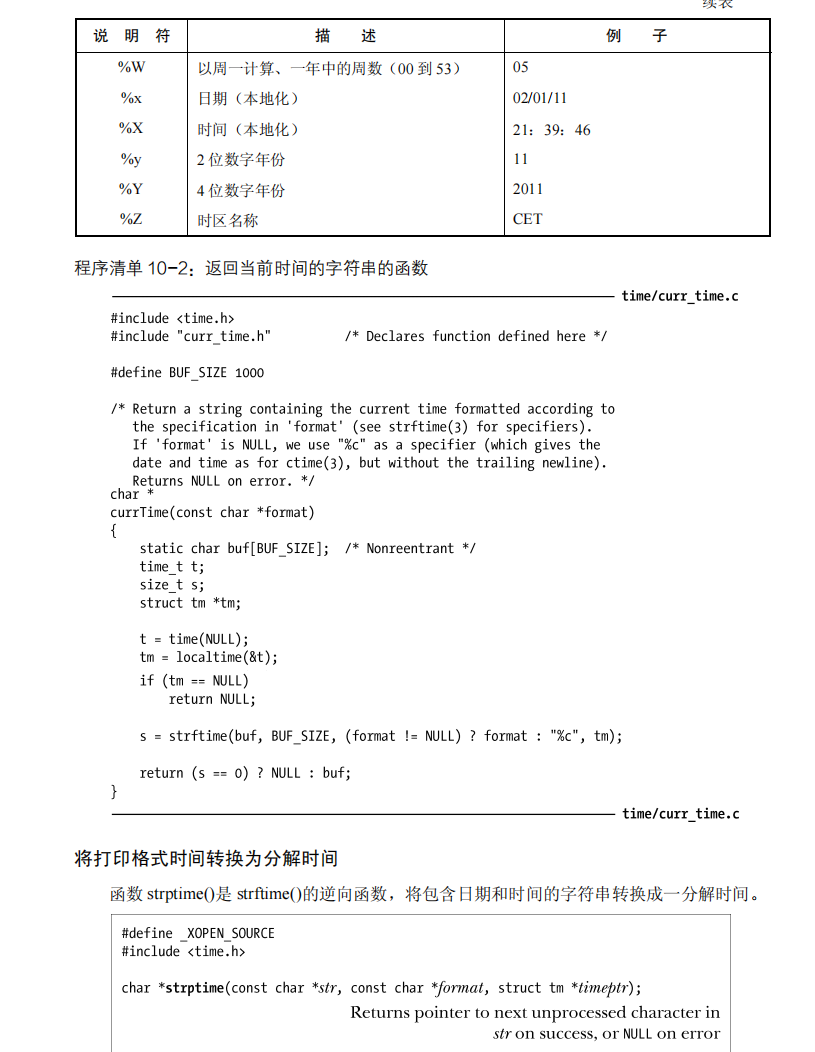 续表
说 明 符 描 述 例 子
%W 以周一计算、一年中的周数（00 到 53） 05
%x 日期（本地化） 02/01/11
%X 时间（本地化） 21：39：46
%y 2 位数字年份 11
%Y 4 位数字年份 2011
%Z 时区名称 CET
程序清单 10-2：返回当前时间的字符串的函数
time/curr_time.c
#include <time.h>
#include "curr_time.h" /* Declares function defined here */
#define BUF_SIZE 1000
/* Return a string containing the current time formatted according to
the specification in 'format' (see strftime(3) for specifiers).
If 'format' is NULL, we use "%c" as a specifier (which gives the
date and time as for ctime(3), but without the trailing newline).
Returns NULL on error. */
char *
currTime(const char *format)
{
static char buf[BUF_SIZE]; /* Nonreentrant */
time_t t;
size_t s;
struct tm *tm;
t = time(NULL);
tm = localtime(&t);
if (tm == NULL)
return NULL;
s = strftime(buf, BUF_SIZE, (format != NULL) ? format : "%c", tm);
return (s == 0) ? NULL : buf;
}
time/curr_time.c
将打印格式时间转换为分解时间
函数 strptime()是 strftime()的逆向函数，将包含日期和时间的字符串转换成一分解时间。
#define _XOPEN_SOURCE
#include <time.h>
char *strptime(const char *str, const char *format, struct tm *timeptr);
Returns pointer to next unprocessed character in
str on success, or NULL on error